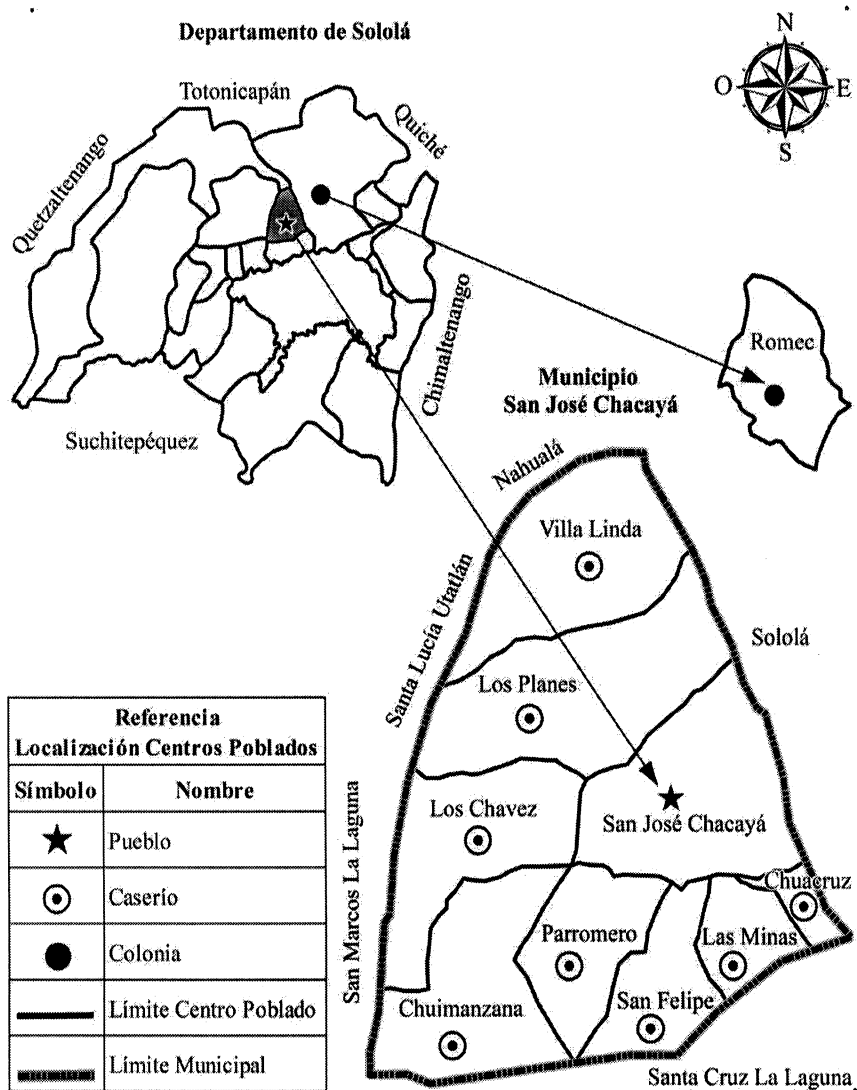 Departamento de Sololá
N
O
E
S
Totonicapán
Quiché
Quetzaltenango
Chimaltenango
Suchitepéquez
Romec
Municipio
San José Chacayá
Nahualá
Villa Linda
Santa Lucía Utatlán
Sololá
Los Planes
Los Chavez
San José Chacayá
San Marcos La Laguna
Chuacruz
Parromero
Las Minas
Chuimanzana
San Felipe
Santa Cruz La Laguna
Referencia
Localización Centros Poblados
Símbolo Nombre
Pueblo
Caserío
Colonia
Límite Centro Poblado
Límite Municipal